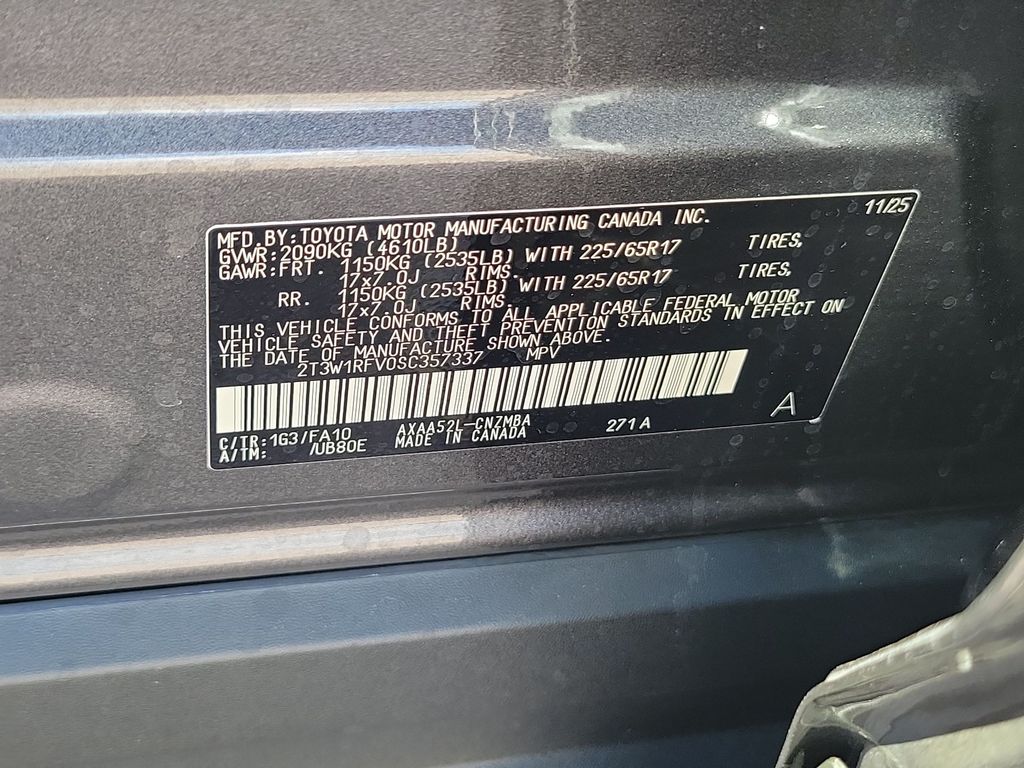 11/25
MFD.BY:TOYOTA MOTOR MANUFACTURING CANADA INC.
GVWR:2090KG (4610LB)
GAWR:FRT. 1150KG (2535LB) WITH 225/65R17 TIRES,
17x7.0J RIMS.
RR. 1150KG (2535LB) WITH 225/65R17 TIRES,
17x7.0J RIMS.
THIS VEHICLE CONFORMS TO ALL APPLICABLE FEDERAL MOTOR
VEHICLE SAFETY AND THEFT PREVENTION STANDARDS IN EFFECT ON
THE DATE OF MANUFACTURE SHOWN ABOVE.
2T3W1RFV0SC357337 MPV
C/TR:1G3/FA10 AXAA52L-CNZMBA 271A A
A/TM: /UB80E MADE IN CANADA